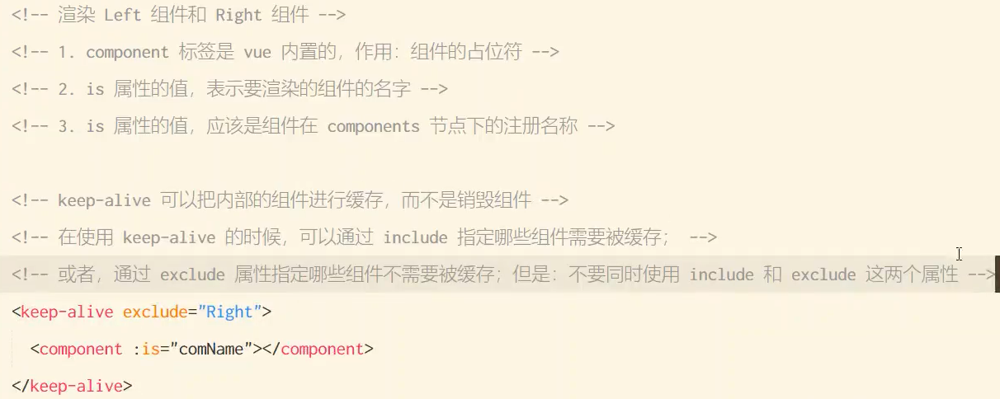 <!-- 渲染 Left 组件和 Right 组件 -->
<!-- 1. component 标签是 vue 内置的，作用：组件的占位符 -->
<!-- 2. is 属性的值，表示要渲染的组件的名字 -->
<!-- 3. is 属性的值，应该是组件在 components 节点下的注册名称 -->
<!-- keep-alive 可以把内部的组件进行缓存，而不是销毁组件 -->
<!-- 在使用 keep-alive 的时候，可以通过 include 指定哪些组件需要被缓存； -->
<!-- 或者，通过 exclude 属性指定哪些组件不需要被缓存；但是：不要同时使用 include 和 exclude 这两个属性 -->
<keep-alive exclude="Right">
<component :is="comName"></component>
</keep-alive>